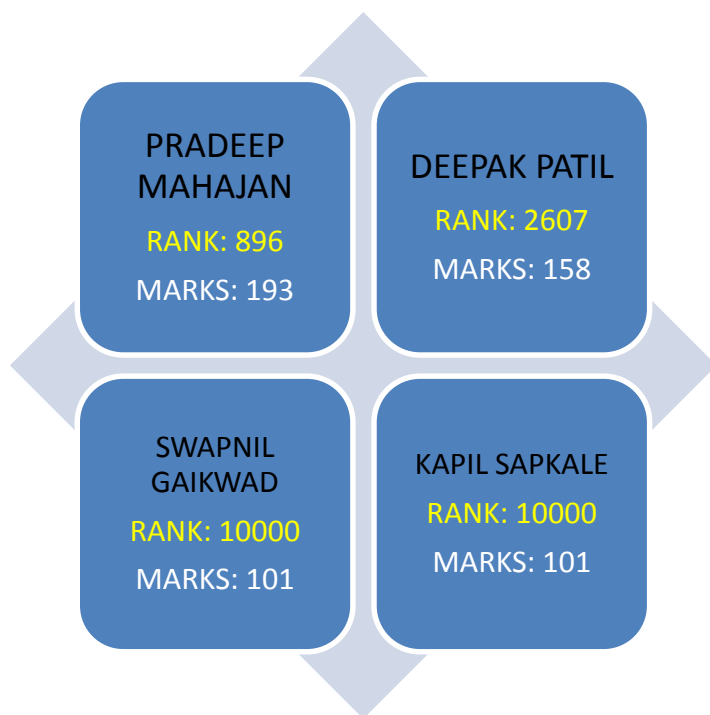 PRADEEP
MAHAJAN
RANK: 896
MARKS: 193
DEEPAK PATIL
RANK: 2607
MARKS: 158
SWAPNIL
GAIKWAD
RANK: 10000
MARKS: 101
KAPIL SAPKALE
RANK: 10000
MARKS: 101